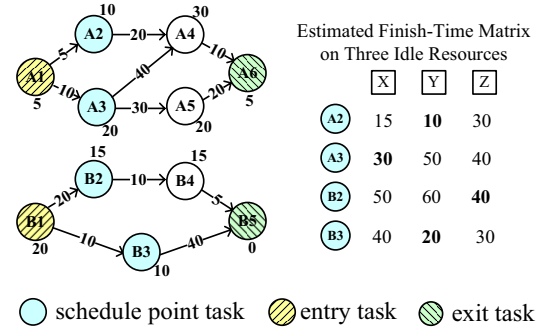 10
A2
20
30
A4
5
10
A1
5
10
40
A6
5
A3
20
30
A5
20
20
15
B2
10
15
B4
20
5
B1
20
10
B3
10
40
B5
0
Estimated Finish-Time Matrix
on Three Idle Resources
X Y Z
A2 15 10 30
A3 30 50 40
B2 50 60 40
B3 40 20 30
schedule point task entry task exit task